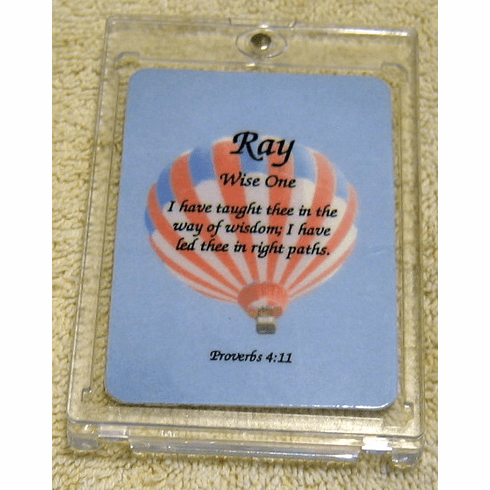 Ray
Wise One
I have taught thee in the
way of wisdom; I have
led thee in right paths.
Proverbs 4:11